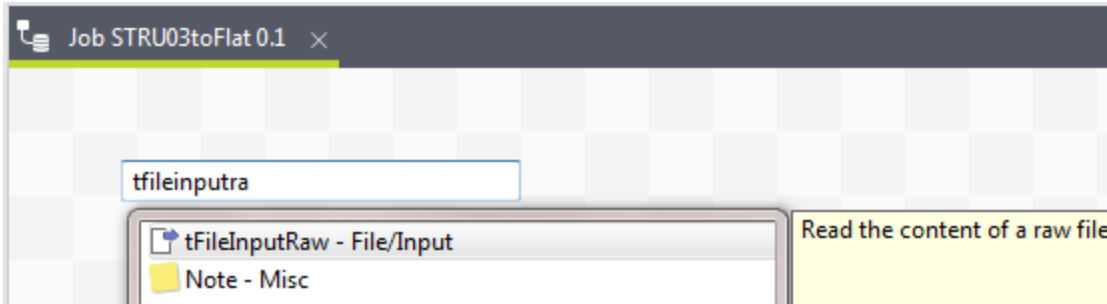 Job STRU03toFlat 0.1
tfileinputra
tFileInputRaw - File/Input
Read the content of a raw file
Note - Misc